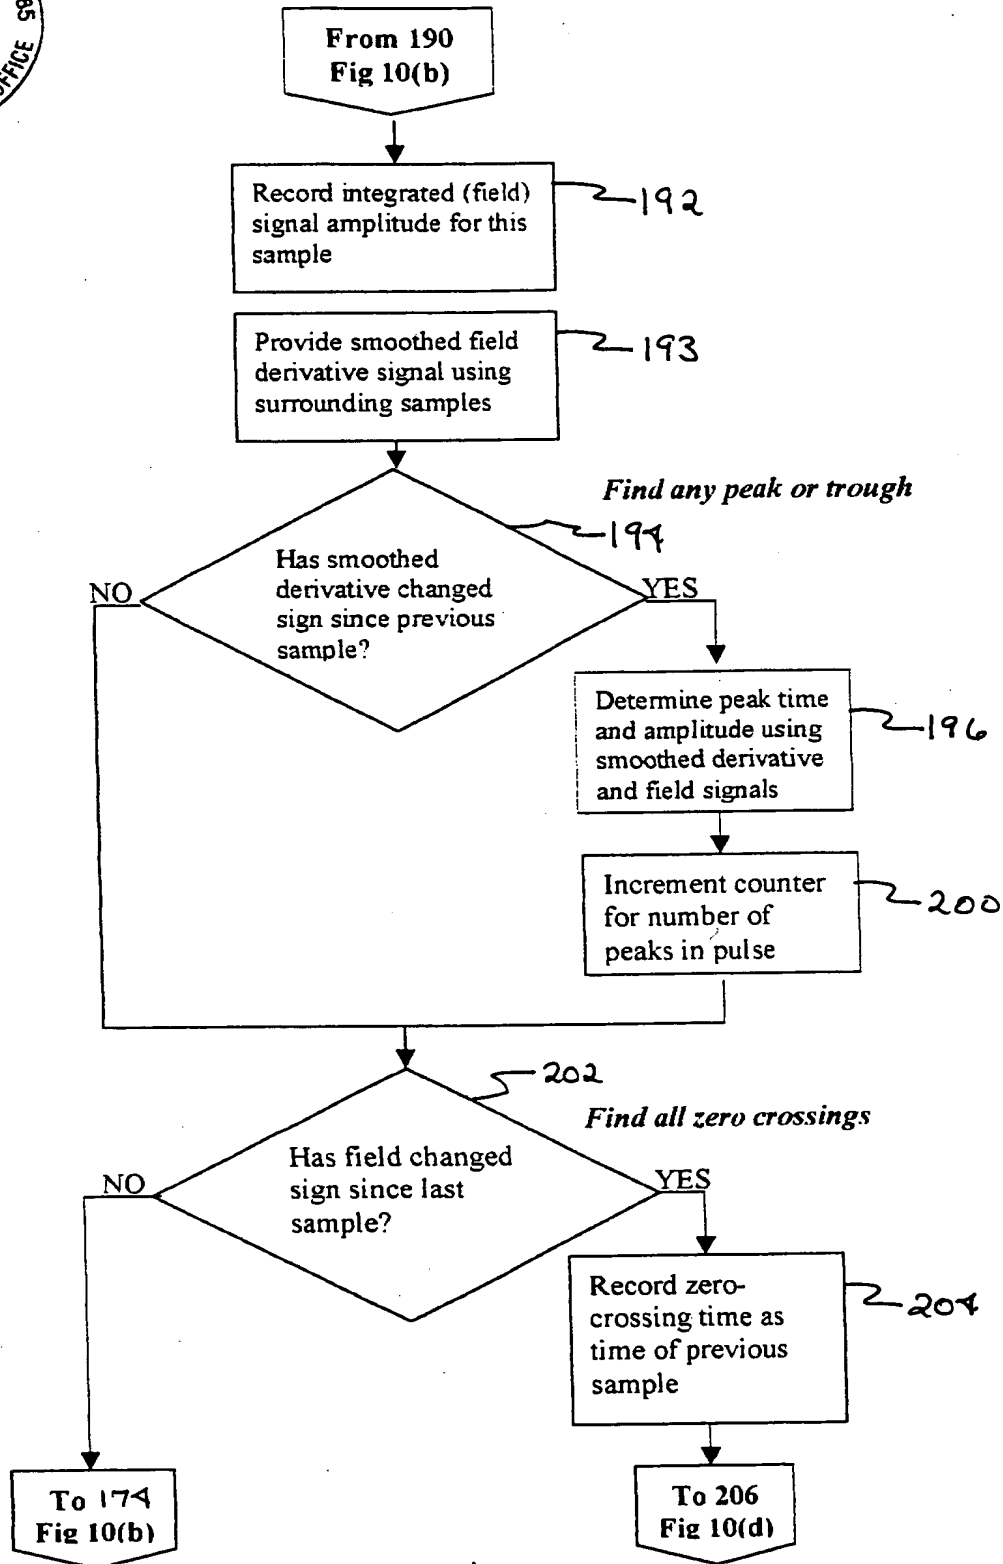 85
OFFICE
From 190
Fig 10(b)
Record integrated (field)
signal amplitude for this
sample
192
Provide smoothed field
derivative signal using
surrounding samples
193
Find any peak or trough
194
Has smoothed
derivative changed
sign since previous
sample?
NO
YES
Determine peak time
and amplitude using
smoothed derivative
and field signals
196
Increment counter
for number of
peaks in pulse
200
202
Find all zero crossings
Has field changed
sign since last
sample?
NO
YES
Record zero-
crossing time as
time of previous
sample
204
To 174
Fig 10(b)
To 206
Fig 10(d)